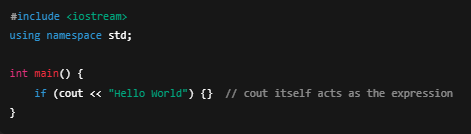 #include <iostream>
using namespace std;
int main() {
    if (cout << "Hello World") {}  // cout itself acts as the expression
}